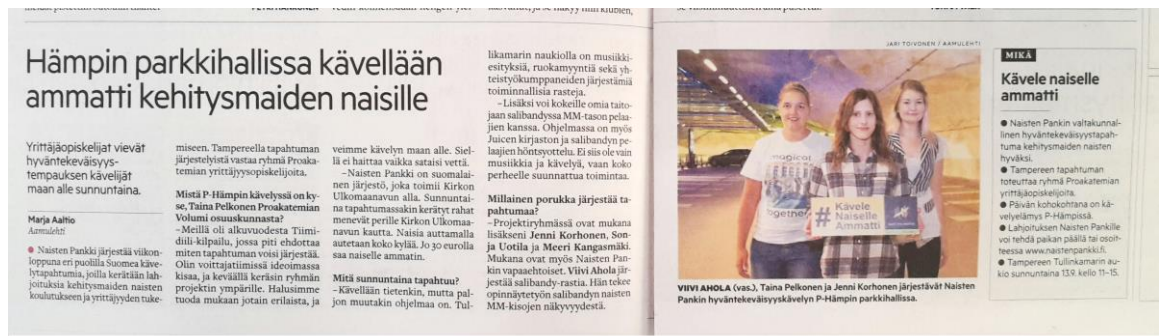 Hämpin parkkihallissa kävellään
ammatti kehitysmaiden naisille
Yrittäjäopiskelijat vievät
hyväntekeväisyys-
tempauksen kävelijät
maan alle sunnuntaina.
Marja Aaltio
Aamulehti
● Naisten Pankki järjestää viikon-
loppuna eri puolilla Suomea käve-
lytapahtumia, joilla kerätään lah-
joituksia kehitysmaiden naisten
koulutukseen ja yrittäjyyden tuke-
miseen. Tampereella tapahtuman
järjestelyistä vastaa ryhmä Proaka-
temian yrittäjyysopiskelijoita.
Mistä P-Hämpin kävelyssä on ky-
se, Taina Pelkonen Proakatemian
Volumi osuuskunnasta?
–Meillä oli alkuvuodesta Tiimi-
diili-kilpailu, jossa piti ehdottaa
miten tapahtuman voisi järjestää.
Olin voittajatiimissä ideoimassa
kisaa, ja keväällä keräsin ryhmän
projektin ympärille. Halusimme
tuoda mukaan jotain erilaista, ja
veimme kävelyn maan alle. Siel-
lä ei haittaa vaikka sataisi vettä.
–Naisten Pankki on suomalai-
nen järjestö, joka toimii Kirkon
Ulkomaanavun alla. Sunnuntai-
na tapahtumassakin kerätyt rahat
menevät perille Kirkon Ulkomaa-
navun kautta. Naisia auttamalla
autetaan koko kylää. Jo 30 eurolla
saa naiselle ammatin.
Mitä sunnuntaina tapahtuu?
–Kävellään tietenkin, mutta pal-
jon muutakin ohjelmaa on. Tul-
likamarin naukiolla on musiikki-
esityksiä, ruokamyyntiä sekä yh-
teistyökumppaneiden järjestämiä
toiminnallisia rasteja.
–Lisäksi voi kokeille omia taito-
jaan salibandyssa MM-tason pelaa-
jien kanssa. Ohjelmassa on myös
Juicen kirjaston ja salibandyn pe-
laajien höntsyottelu. Ei siis ole vain
musiikkia ja kävelyä, vaan koko
perheelle suunnattua toimintaa.
Millainen porukka järjestää ta-
pahtumaa?
–Projektiryhmässä ovat mukana
lisäkseni Jenni Korhonen, Son-
ja Uotila ja Meeri Kangasmäki.
Mukana ovat myös Naisten Pan-
kin vapaaehtoiset. Viivi Ahola jär-
jestää salibandy-rastia. Hän tekee
opinnäytetyön salibandyn naisten
MM-kisojen näkyvyydestä.
JARI TOIVONEN / AAMULEHTI
magical
together
# Kävele
Naiselle
Ammatti
VIIVI AHOLA (vas.), Taina Pelkonen ja Jenni Korhonen järjestävät Naisten
Pankin hyväntekeväisyyskävelyn P-Hämpin parkkihallissa.
MIKÄ
Kävele naiselle
ammatti
● Naisten Pankin valtakunnal-
linen hyväntekeväisyystapah-
tuma kehitysmaiden naisten
hyväksi.
● Tampereen tapahtuman
toteuttaa ryhmä Proakatemian
yrittäjäopiskelijoita.
● Päivän kohokohtana on kä-
velyelämys P-Hämpissä.
● Lahjoituksen Naisten Pankille
voi tehdä paikan päällä tai osoit-
teessa www.naistenpankki.fi.
● Tampereen Tullinkamarin au-
kio sunnuntaina 13.9. kello 11–15.